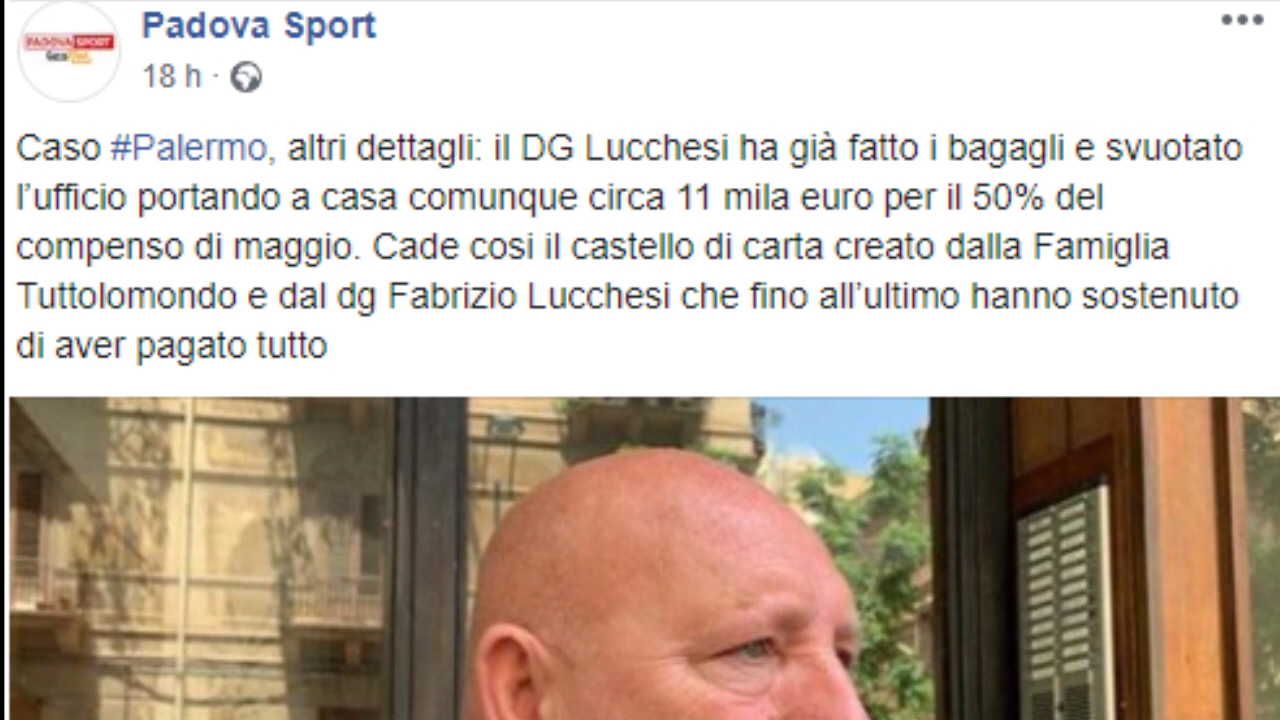 Padova Sport
18 h ·
Caso #Palermo, altri dettagli: il DG Lucchesi ha già fatto i bagagli e svuotato
l’ufficio portando a casa comunque circa 11 mila euro per il 50% del
compenso di maggio. Cade cosi il castello di carta creato dalla Famiglia
Tuttolomondo e dal dg Fabrizio Lucchesi che fino all’ultimo hanno sostenuto
di aver pagato tutto
PADOVA SPORT